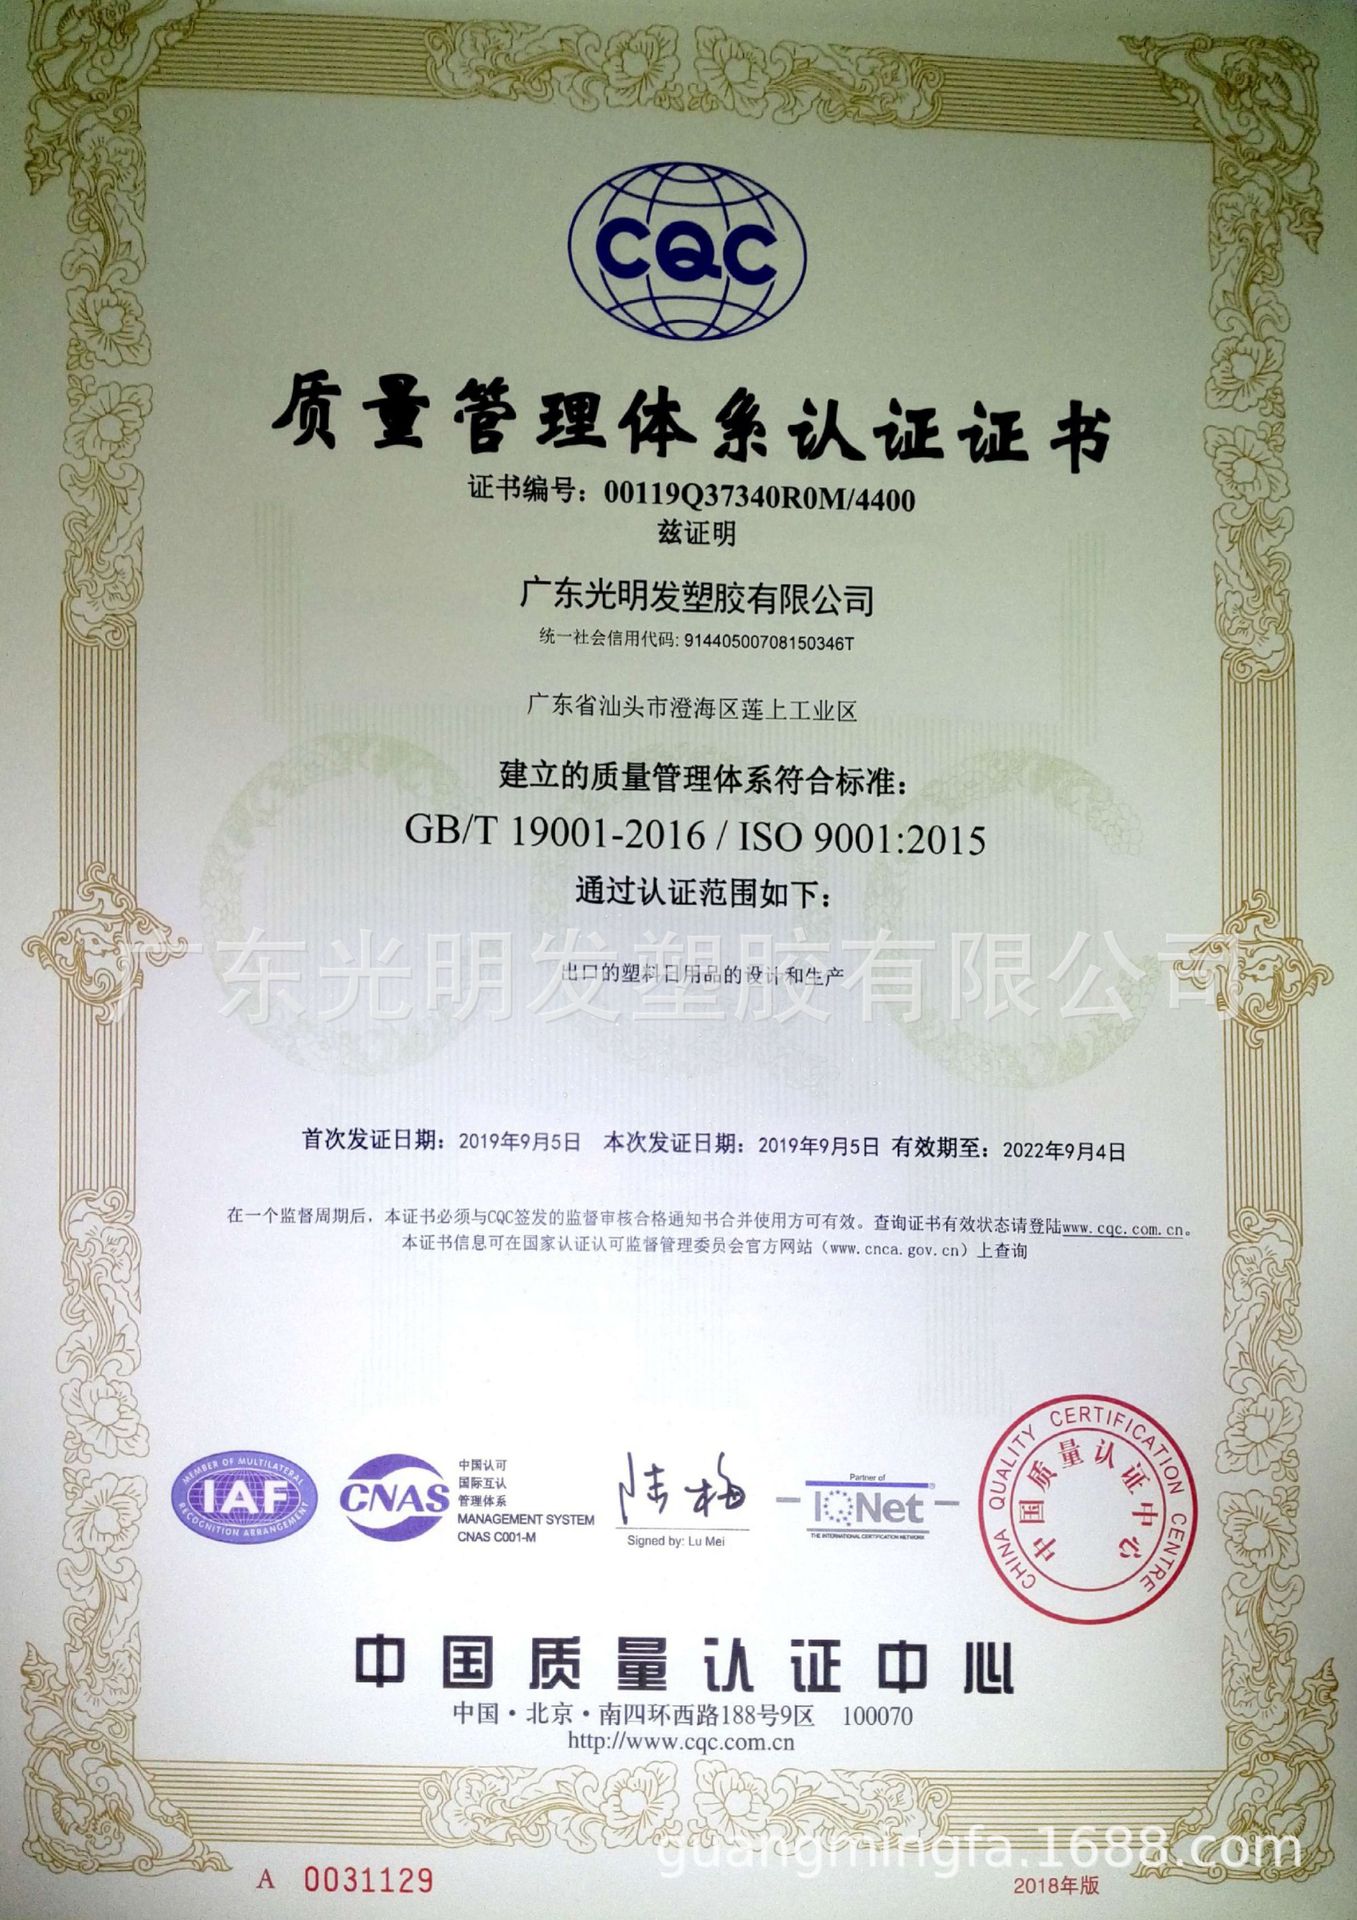 CQC
质量管理体系认证证书
证书编号：00119Q37340R0M/4400
兹证明
广东光明发塑胶有限公司
统一社会信用代码: 91440500708150346T
广东省汕头市澄海区莲上工业区
建立的质量管理体系符合标准：
GB/T 19001-2016 / ISO 9001:2015
通过认证范围如下：
广东光明发塑胶有限公司
出口的塑料日用品的设计和生产
首次发证日期：2019年9月5日 本次发证日期：2019年9月5日 有效期至：2022年9月4日
在一个监督周期后，本证书必须与CQC签发的监督审核合格通知书合并使用方可有效。查询证书有效状态请登陆www.cqc.com.cn。
本证书信息可在国家认证认可监督管理委员会官方网站（www.cnca.gov.cn）上查询
MEMBER OF MULTILATERAL
IAF
RECOGNITION ARRANGEMENT
CNAS
中国认可
国际互认
管理体系
MANAGEMENT SYSTEM
CNAS C001-M
陆梅
Signed by: Lu Mei
Partner of
IQNet®
THE INTERNATIONAL CERTIFICATION NETWORK
CHINA QUALITY CERTIFICATION CENTRE
中国质量认证中心
中国质量认证中心
中国·北京·南四环西路188号9区 100070
http://www.cqc.com.cn
guangmingfa.1688.com
A 0031129
2018年版